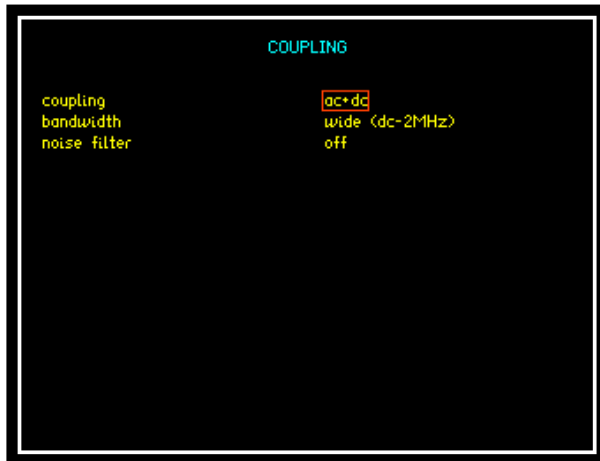 COUPLING
coupling ac+dc
bandwidth wide (dc-2MHz)
noise filter off